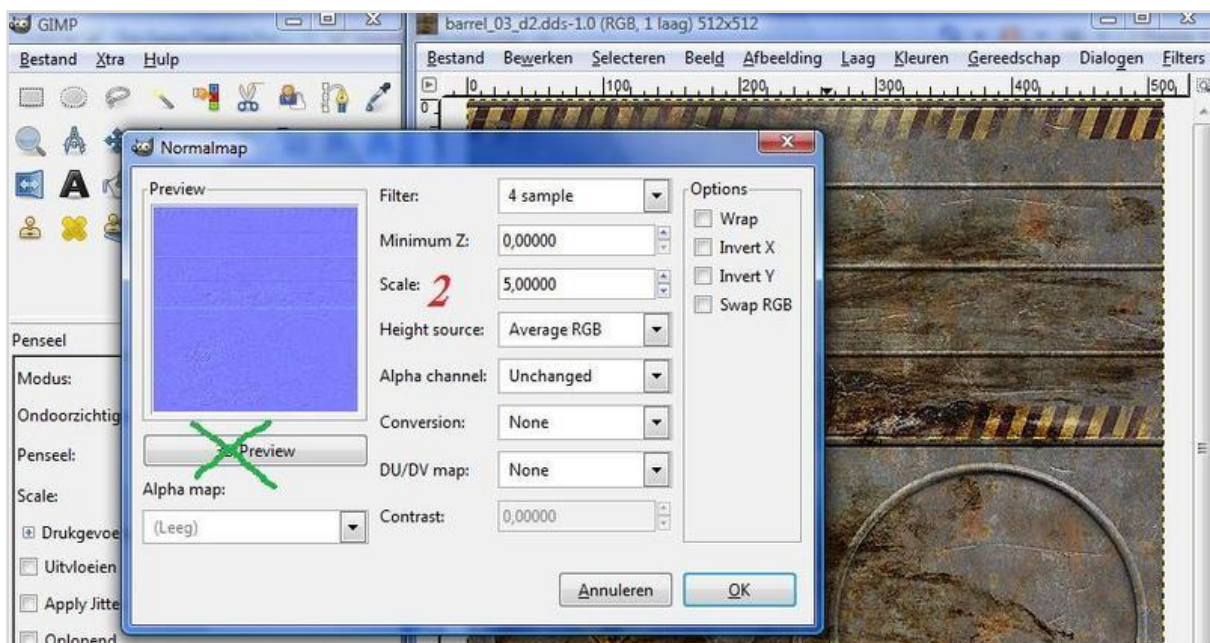 GIMP
Bestand Xtra Hulp
Penseel
Modus:
Ondoorzichtig
Penseel:
Scale:
Drukgevoe
Uitvloeien
Apply Jitte
Oplopend
barrel_03_d2.dds-1.0 (RGB, 1 laag) 512x512
Bestand Bewerken Selecteren Beeld Afbeelding Laag Kleuren Gereedschap Dialogen Filters
0 100 200 300 400 500
0
Normalmap
Preview
Preview
Alpha map:
(Leeg)
Filter: 4 sample
Minimum Z: 0,00000
Scale: 2 5,00000
Height source: Average RGB
Alpha channel: Unchanged
Conversion: None
DU/DV map: None
Contrast: 0,00000
Options
Wrap
Invert X
Invert Y
Swap RGB
Annuleren OK